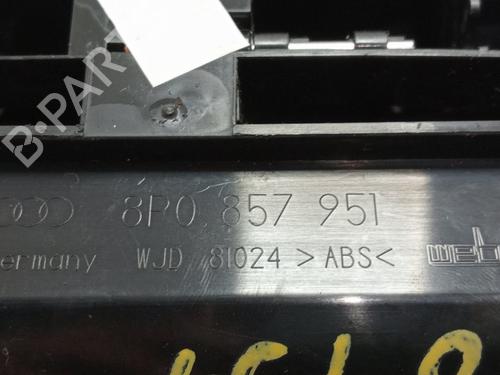 B-PARTS
8P0 857 951
ermany WJD 81024 >ABS<